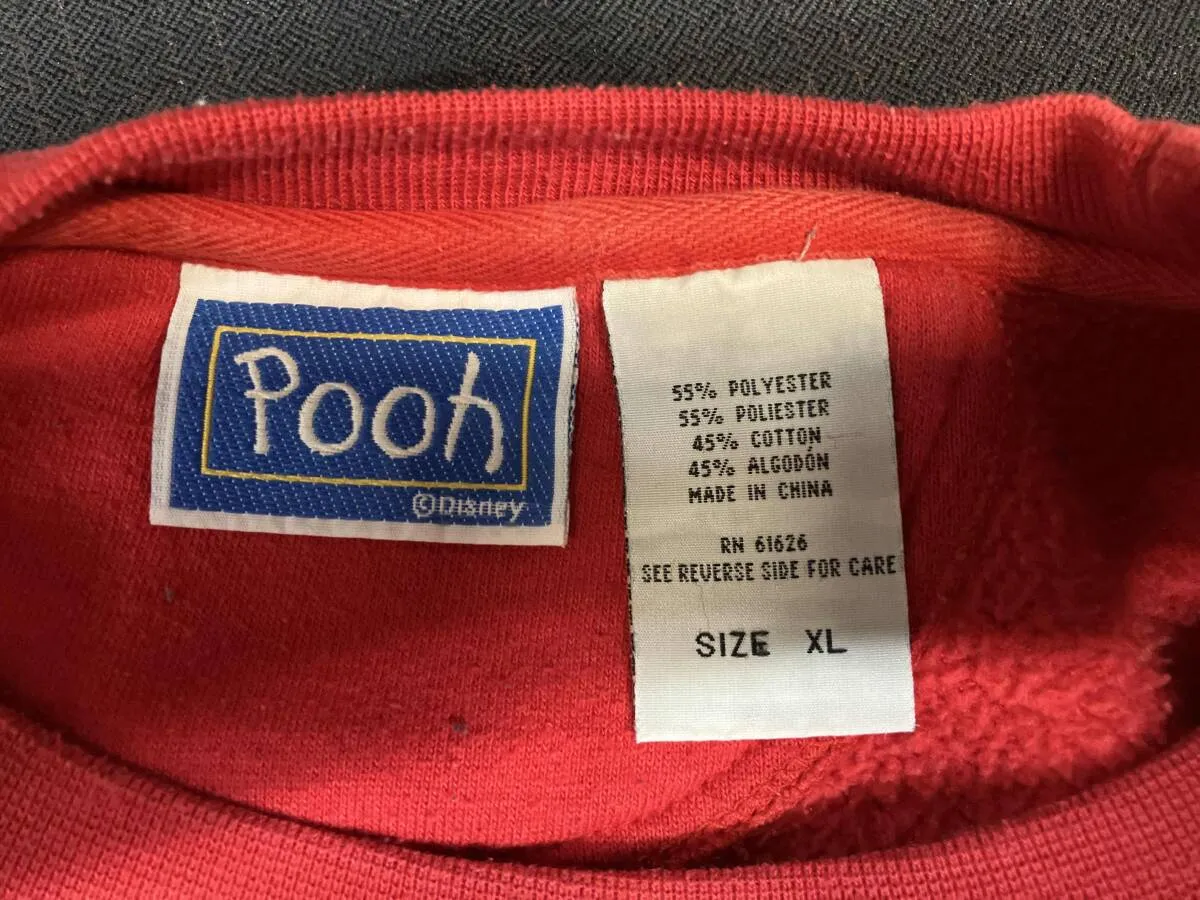 Pooh
©Disney
55% POLYESTER
55% POLIESTER
45% COTTON
45% ALGODÓN
MADE IN CHINA
RN 61626
SEE REVERSE SIDE FOR CARE
SIZE XL